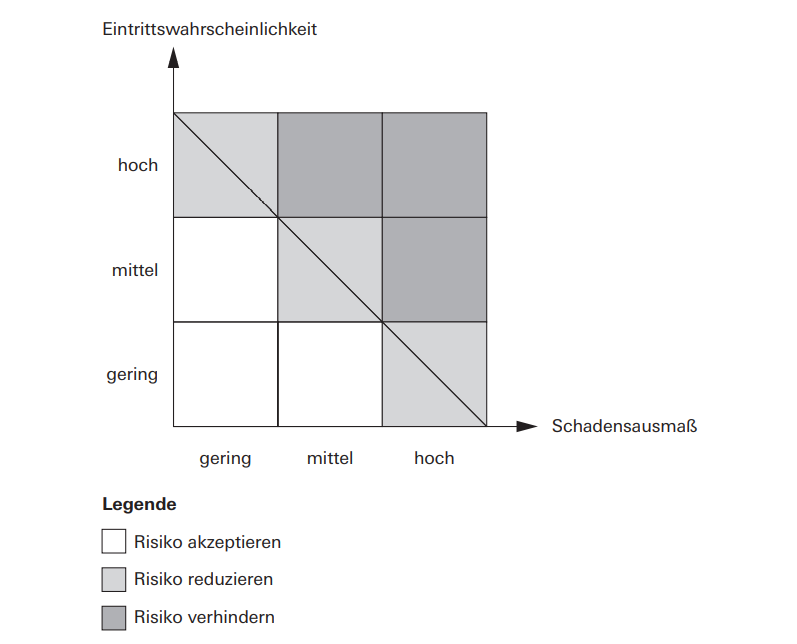 Eintrittswahrscheinlichkeit
hoch
mittel
gering
Schadensausmaß
gering mittel hoch
Legende
Risiko akzeptieren
Risiko reduzieren
Risiko verhindern